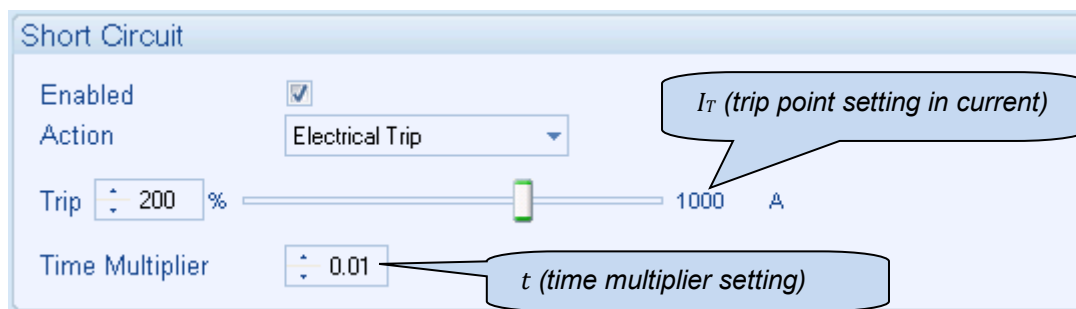 Short Circuit
Enabled
Action Electrical Trip
I_T (trip point setting in current)
Trip 200 % 1000 A
Time Multiplier 0.01
t (time multiplier setting)